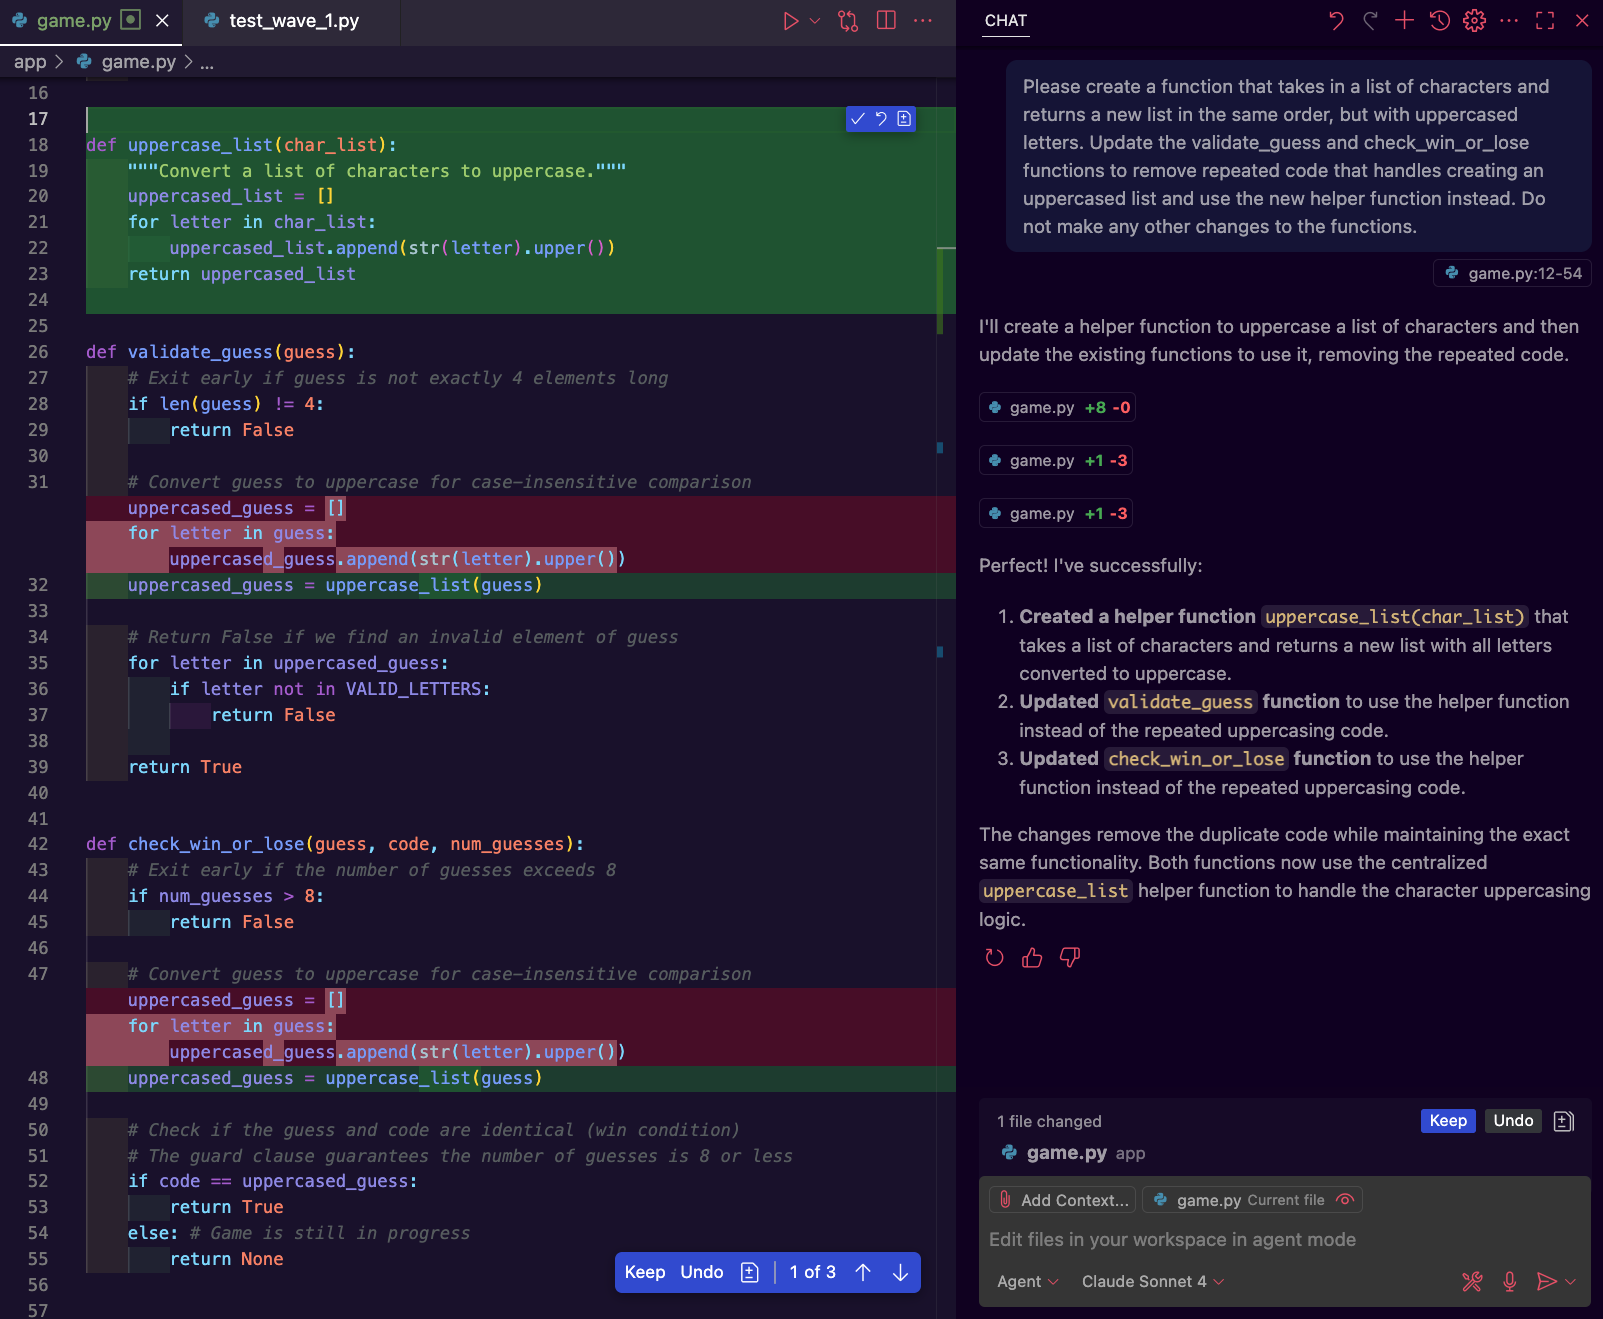 game.py
test_wave_1.py
app > game.py > ...
16
17
18 def uppercase_list(char_list):
19 """Convert a list of characters to uppercase."""
20 uppercased_list = []
21 for letter in char_list:
22 uppercased_list.append(str(letter).upper())
23 return uppercased_list
24
25
26 def validate_guess(guess):
27 # Exit early if guess is not exactly 4 elements long
28 if len(guess) != 4:
29 return False
30
31 # Convert guess to uppercase for case-insensitive comparison
uppercased_guess = []
for letter in guess:
uppercased_guess.append(str(letter).upper())
32 uppercased_guess = uppercase_list(guess)
33
34 # Return False if we find an invalid element of guess
35 for letter in uppercased_guess:
36 if letter not in VALID_LETTERS:
37 return False
38
39 return True
40
41
42 def check_win_or_lose(guess, code, num_guesses):
43 # Exit early if the number of guesses exceeds 8
44 if num_guesses > 8:
45 return False
46
47 # Convert guess to uppercase for case-insensitive comparison
uppercased_guess = []
for letter in guess:
uppercased_guess.append(str(letter).upper())
48 uppercased_guess = uppercase_list(guess)
49
50 # Check if the guess and code are identical (win condition)
51 # The guard clause guarantees the number of guesses is 8 or less
52 if code == uppercased_guess:
53 return True
54 else: # Game is still in progress
55 return None
56
57
Keep Undo 1 of 3
CHAT
Please create a function that takes in a list of characters and
returns a new list in the same order, but with uppercased
letters. Update the validate_guess and check_win_or_lose
functions to remove repeated code that handles creating an
uppercased list and use the new helper function instead. Do
not make any other changes to the functions.
game.py:12-54
I'll create a helper function to uppercase a list of characters and then
update the existing functions to use it, removing the repeated code.
game.py +8 -0
game.py +1 -3
game.py +1 -3
Perfect! I've successfully:
1. Created a helper function uppercase_list(char_list) that
takes a list of characters and returns a new list with all letters
converted to uppercase.
2. Updated validate_guess function to use the helper function
instead of the repeated uppercasing code.
3. Updated check_win_or_lose function to use the helper
function instead of the repeated uppercasing code.
The changes remove the duplicate code while maintaining the exact
same functionality. Both functions now use the centralized
uppercase_list helper function to handle the character uppercasing
logic.
1 file changed
Keep Undo
game.py app
Add Context...
game.py Current file
Edit files in your workspace in agent mode
Agent
Claude Sonnet 4